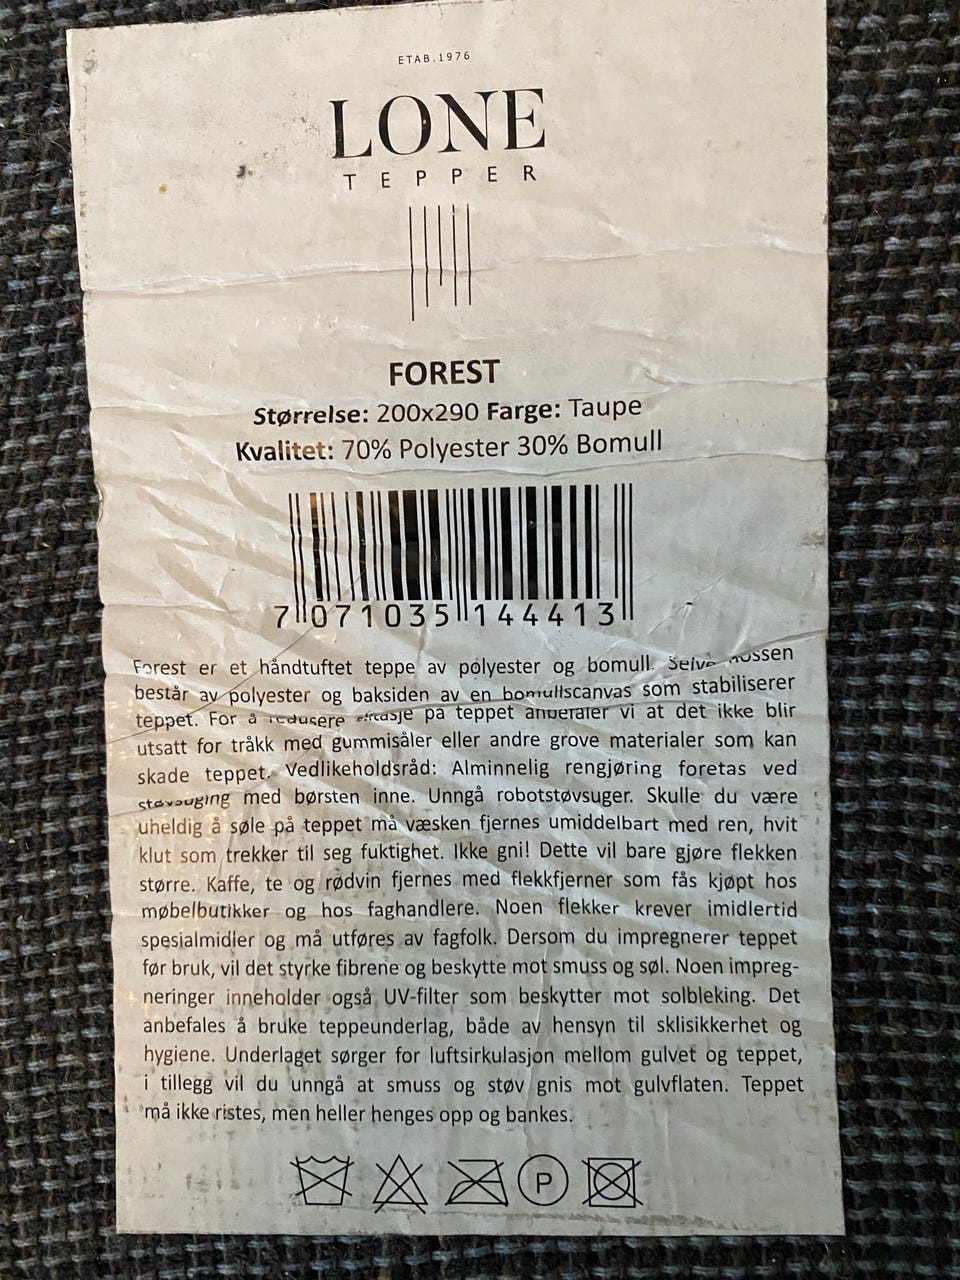 ETAB.1976
LONE
TEPPER
FOREST
Størrelse: 200x290 Farge: Taupe
Kvalitet: 70% Polyester 30% Bomull
7 071035 144413
Forest er et håndtuftet teppe av polyester og bomull. Selve
består av polyester og baksiden av en bomullscanvas som stabiliserer
teppet. For å redusere på teppet anbefaler vi at det ikke blir
utsatt for tråkk med gummisåler eller andre grove materialer som kan
skade teppet. Vedlikeholdsråd: Alminnelig rengjøring foretas ved
støvsuging med børsten inne. Unngå robotstøvsuger. Skulle du være
uheldig å søle på teppet må væsken fjernes umiddelbart med ren, hvit
klut som trekker til seg fuktighet. Ikke gni! Dette vil bare gjøre flekken
større. Kaffe, te og rødvin fjernes med flekkfjerner som fås kjøpt hos
møbelbutikker og hos faghandlere. Noen flekker krever imidlertid
spesialmidler og må utføres av fagfolk. Dersom du impregnerer teppet
før bruk, vil det styrke fibrene og beskytte mot smuss og søl. Noen impreg-
neringer inneholder også UV-filter som beskytter mot solbleking. Det
anbefales å bruke teppeunderlag, både av hensyn til sklisikkerhet og
hygiene. Underlaget sørger for luftsirkulasjon mellom gulvet og teppet,
i tillegg vil du unngå at smuss og støv gnis mot gulvflaten. Teppet
må ikke ristes, men heller henges opp og bankes.
P